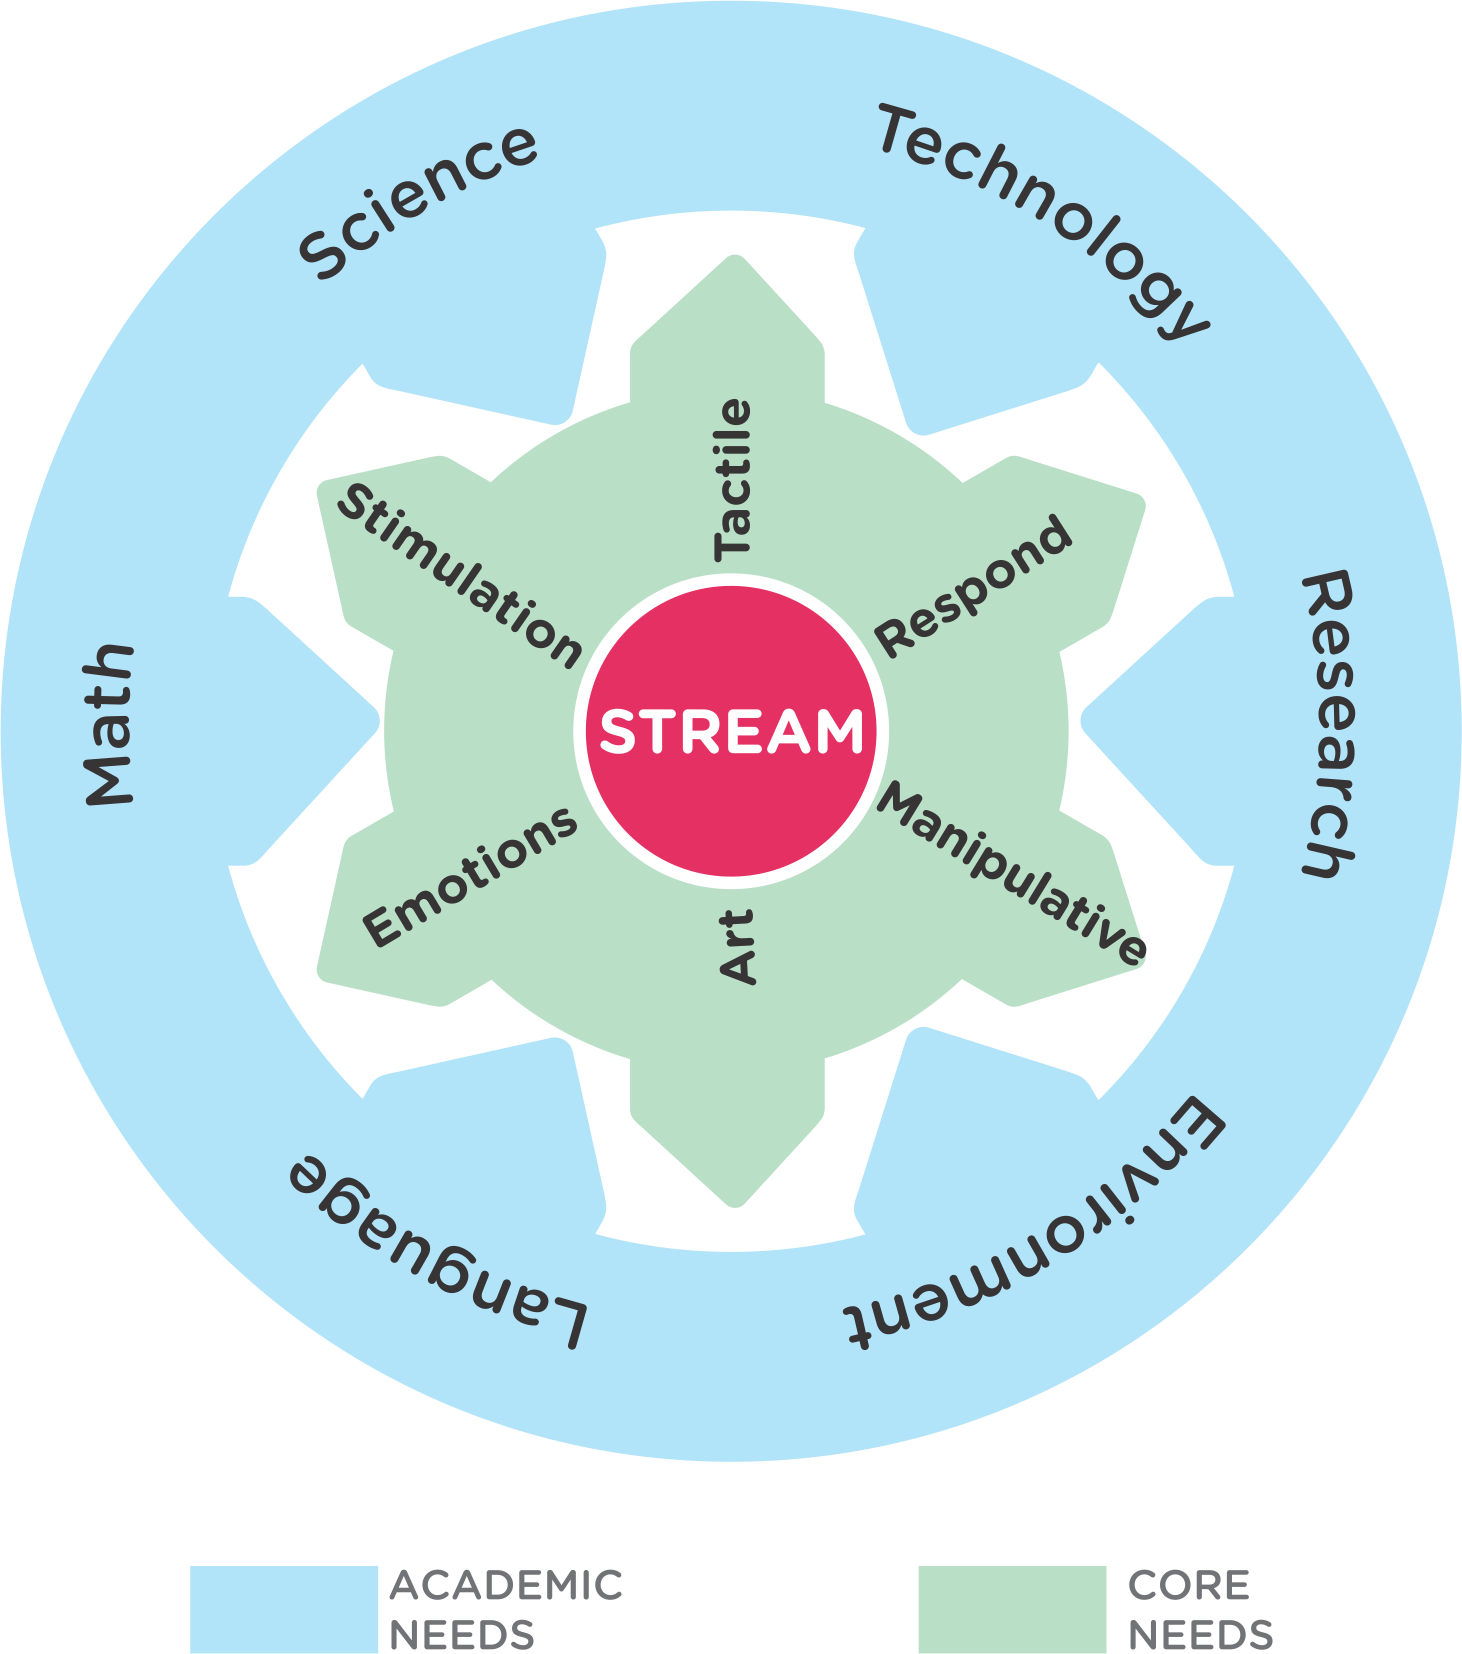 Science
Technology
Research
Environment
Language
Math
Tactile
Respond
Manipulative
Art
Emotions
Stimulation
STREAM
ACADEMIC
NEEDS
CORE
NEEDS